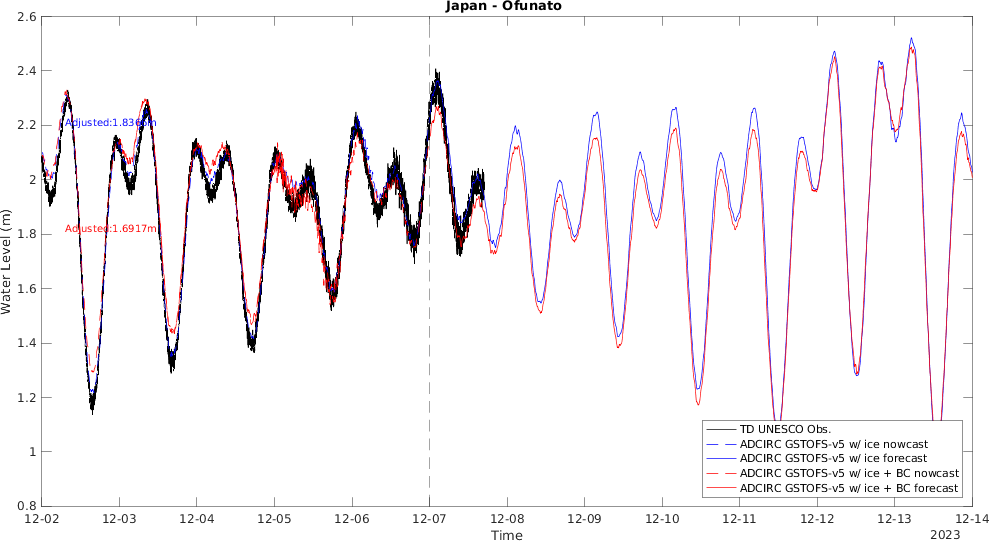 Japan - Ofunato
2.6
2.4
2.2
2
1.8
1.6
1.4
1.2
1
0.8
Water Level (m)
Adjusted:1.8366m
Adjusted:1.6917m
TD UNESCO Obs.
ADCIRC GSTOFS-v5 w/ ice nowcast
ADCIRC GSTOFS-v5 w/ ice forecast
ADCIRC GSTOFS-v5 w/ ice + BC nowcast
ADCIRC GSTOFS-v5 w/ ice + BC forecast
12-02 12-03 12-04 12-05 12-06 12-07 12-08 12-09 12-10 12-11 12-12 12-13 12-14
Time
2023